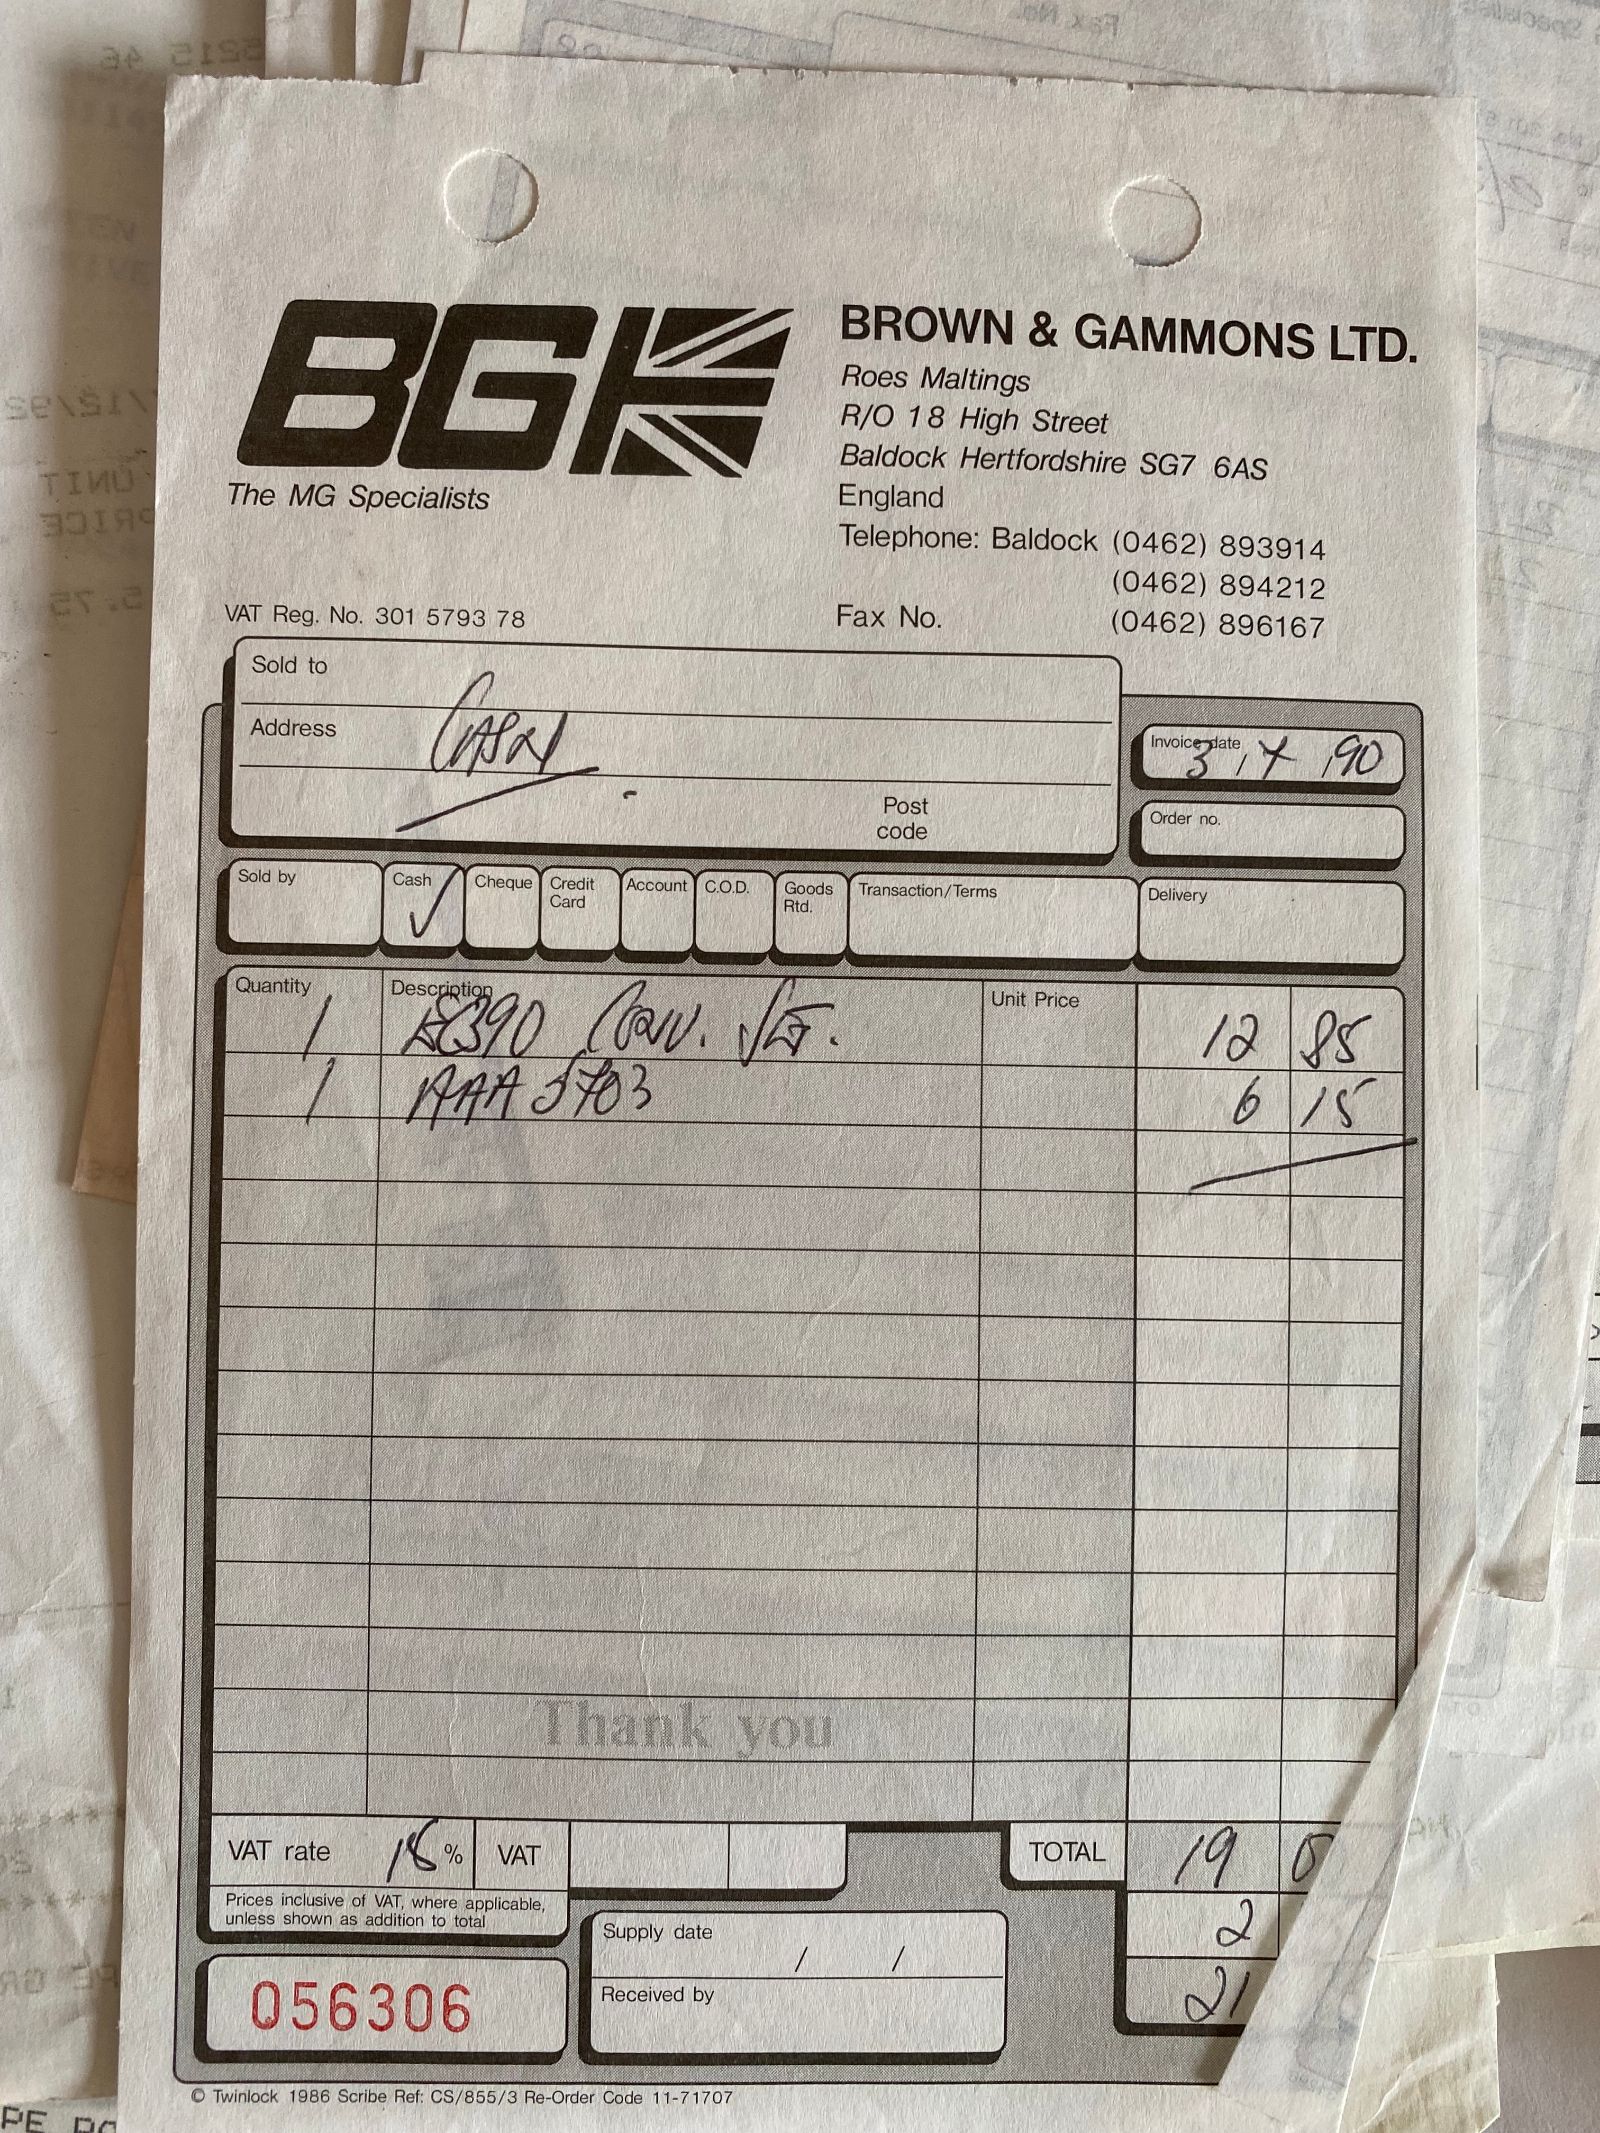 BG
BROWN & GAMMONS LTD.
Roes Maltings
R/O 18 High Street
Baldock Hertfordshire SG7 6AS
England
The MG Specialists
Telephone: Baldock (0462) 893914
(0462) 894212
VAT Reg. No. 301 5793 78
Fax No. (0462) 896167
Sold to
Address
Cash
Post
code
Invoice date
3 , 4 , 90
Order no.
Sold by
Cash ✓
Cheque
Credit
Card
Account
C.O.D.
Goods
Rtd.
Transaction/Terms
Delivery
Quantity Description Unit Price
1 12 85
1 AAA 5703 6 15
Thank you
VAT rate 15 % VAT TOTAL 19
Prices inclusive of VAT, where applicable,
unless shown as addition to total
2
21
Supply date / /
Received by
056306
© Twinlock 1986 Scribe Ref: CS/855/3 Re-Order Code 11-71707